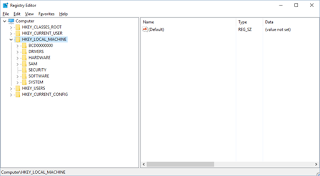 Registry Editor
File Edit View Favorites Help
Computer
HKEY_CLASSES_ROOT
HKEY_CURRENT_USER
HKEY_LOCAL_MACHINE
BCD00000000
DRIVERS
HARDWARE
SAM
SECURITY
SOFTWARE
SYSTEM
HKEY_USERS
HKEY_CURRENT_CONFIG
Name Type Data
(Default) REG_SZ (value not set)
Computer\HKEY_LOCAL_MACHINE